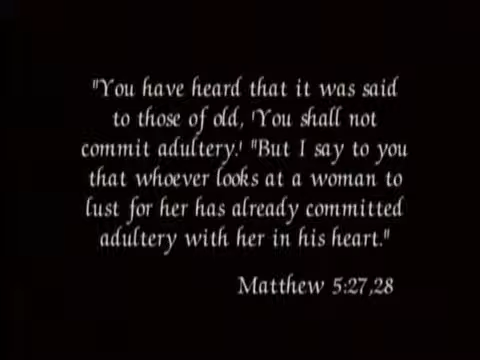 "You have heard that it was said
to those of old, 'You shall not
commit adultery.' "But I say to you
that whoever looks at a woman to
lust for her has already committed
adultery with her in his heart."
Matthew 5:27,28